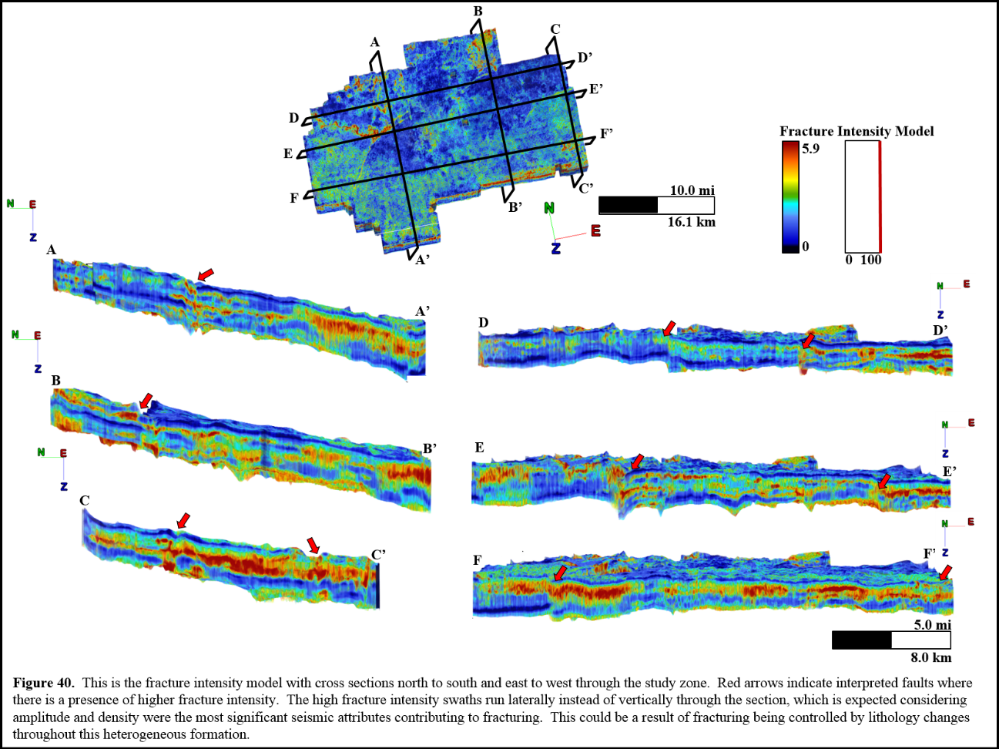 B
C
A
D'
E'
D
Fracture Intensity Model
5.9
F'
E
C'
F
10.0 mi
B'
N
16.1 km
N E
E
Z
0
Z
A
A'
0 100
N E
Z
A'
D
D'
N E
Z
B
N E
Z
E
B'
E'
N E
Z
C
N E
Z
C'
F
F'
5.0 mi
8.0 km
Figure 40. This is the fracture intensity model with cross sections north to south and east to west through the study zone. Red arrows indicate interpreted faults where
there is a presence of higher fracture intensity. The high fracture intensity swaths run laterally instead of vertically through the section, which is expected considering
amplitude and density were the most significant seismic attributes contributing to fracturing. This could be a result of fracturing being controlled by lithology changes
throughout this heterogeneous formation.